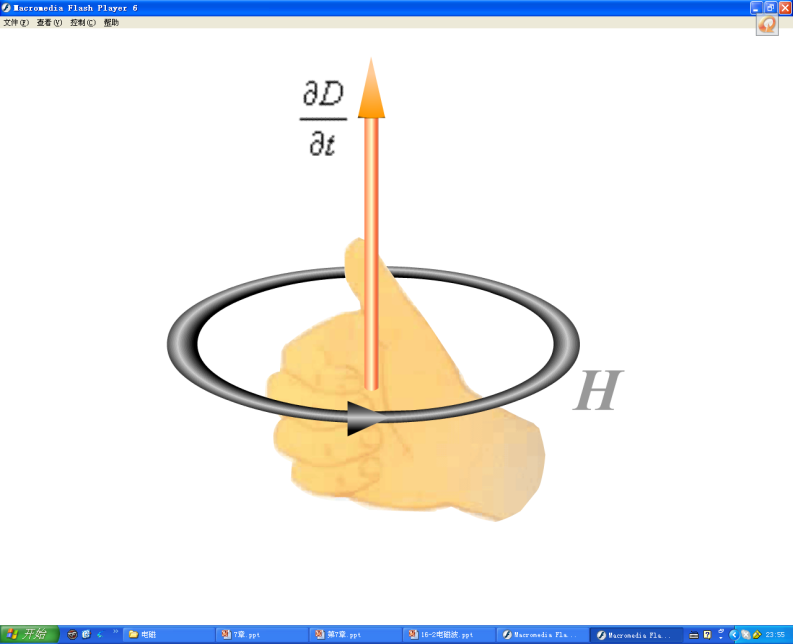 Macromedia Flash Player 6
文件(F) 查看(V) 控制(C) 帮助
∂D
∂t
H
开始
»
电磁
7章.ppt
第7章.ppt
16-2电磁波.ppt
Macromedia Fla...
Macromedia Fla...
23:55